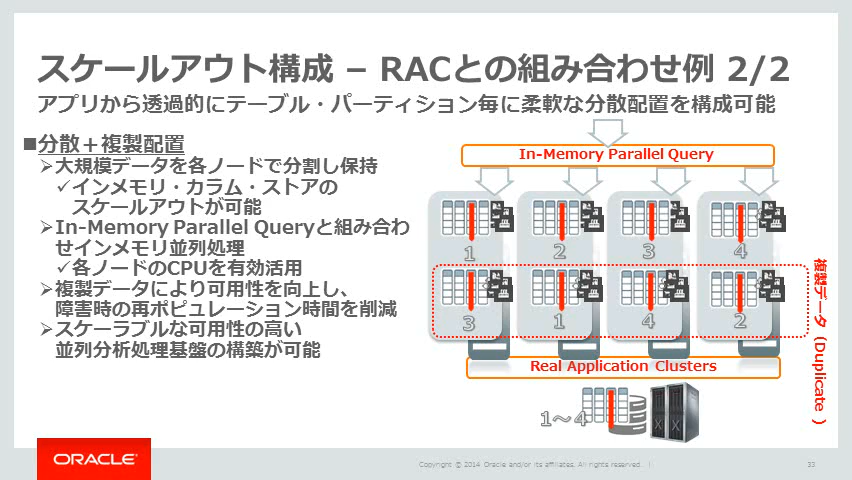 スケールアウト構成 – RACとの組み合わせ例 2/2
アプリから透過的にテーブル・パーティション毎に柔軟な分散配置を構成可能
■分散＋複製配置
➢大規模データを各ノードで分割し保持
✓インメモリ・カラム・ストアの
スケールアウトが可能
➢In-Memory Parallel Queryと組み合わ
せインメモリ並列処理
✓各ノードのCPUを有効活用
➢複製データにより可用性を向上し、
障害時の再ポピュレーション時間を削減
➢スケーラブルな可用性の高い
並列分析処理基盤の構築が可能
In-Memory Parallel Query
1 2 3 4
3 1 4 2
複製データ（Duplicate ）
Real Application Clusters
1～4
ORACLE
Copyright © 2014 Oracle and/or its affiliates. All rights reserved. |
33